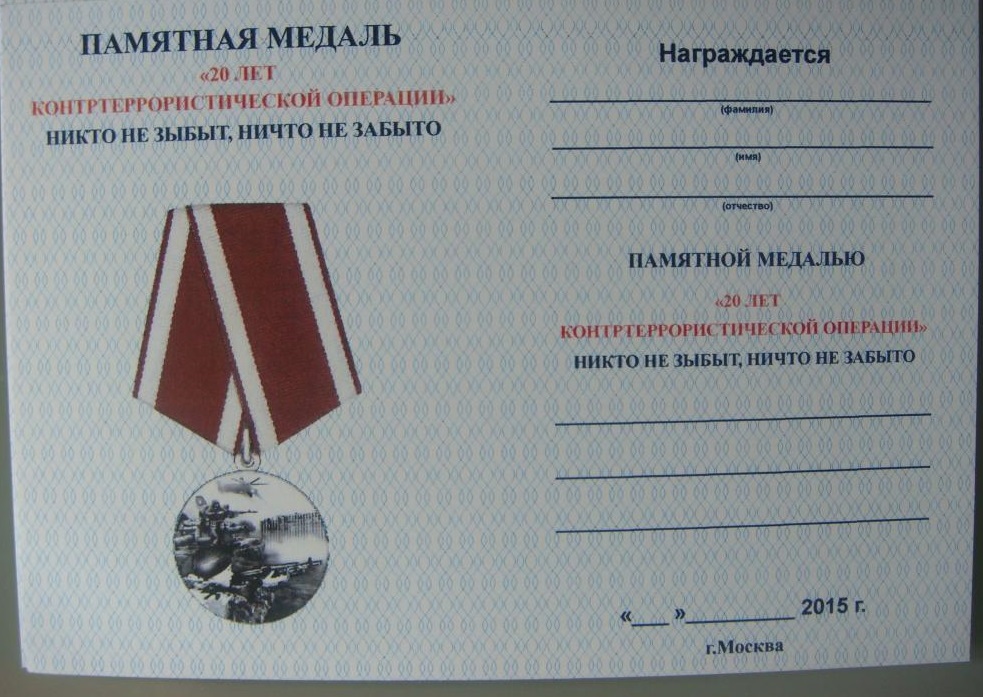 ПАМЯТНАЯ МЕДАЛЬ
«20 ЛЕТ
КОНТРТЕРРОРИСТИЧЕСКОЙ ОПЕРАЦИИ»
НИКТО НЕ ЗЫБЫТ, НИЧТО НЕ ЗАБЫТО
Награждается
(фамилия)
(имя)
(отчество)
ПАМЯТНОЙ МЕДАЛЬЮ
«20 ЛЕТ
КОНТРТЕРРОРИСТИЧЕСКОЙ ОПЕРАЦИИ»
НИКТО НЕ ЗЫБЫТ, НИЧТО НЕ ЗАБЫТО
«___ »__________ 2015 г.
г.Москва